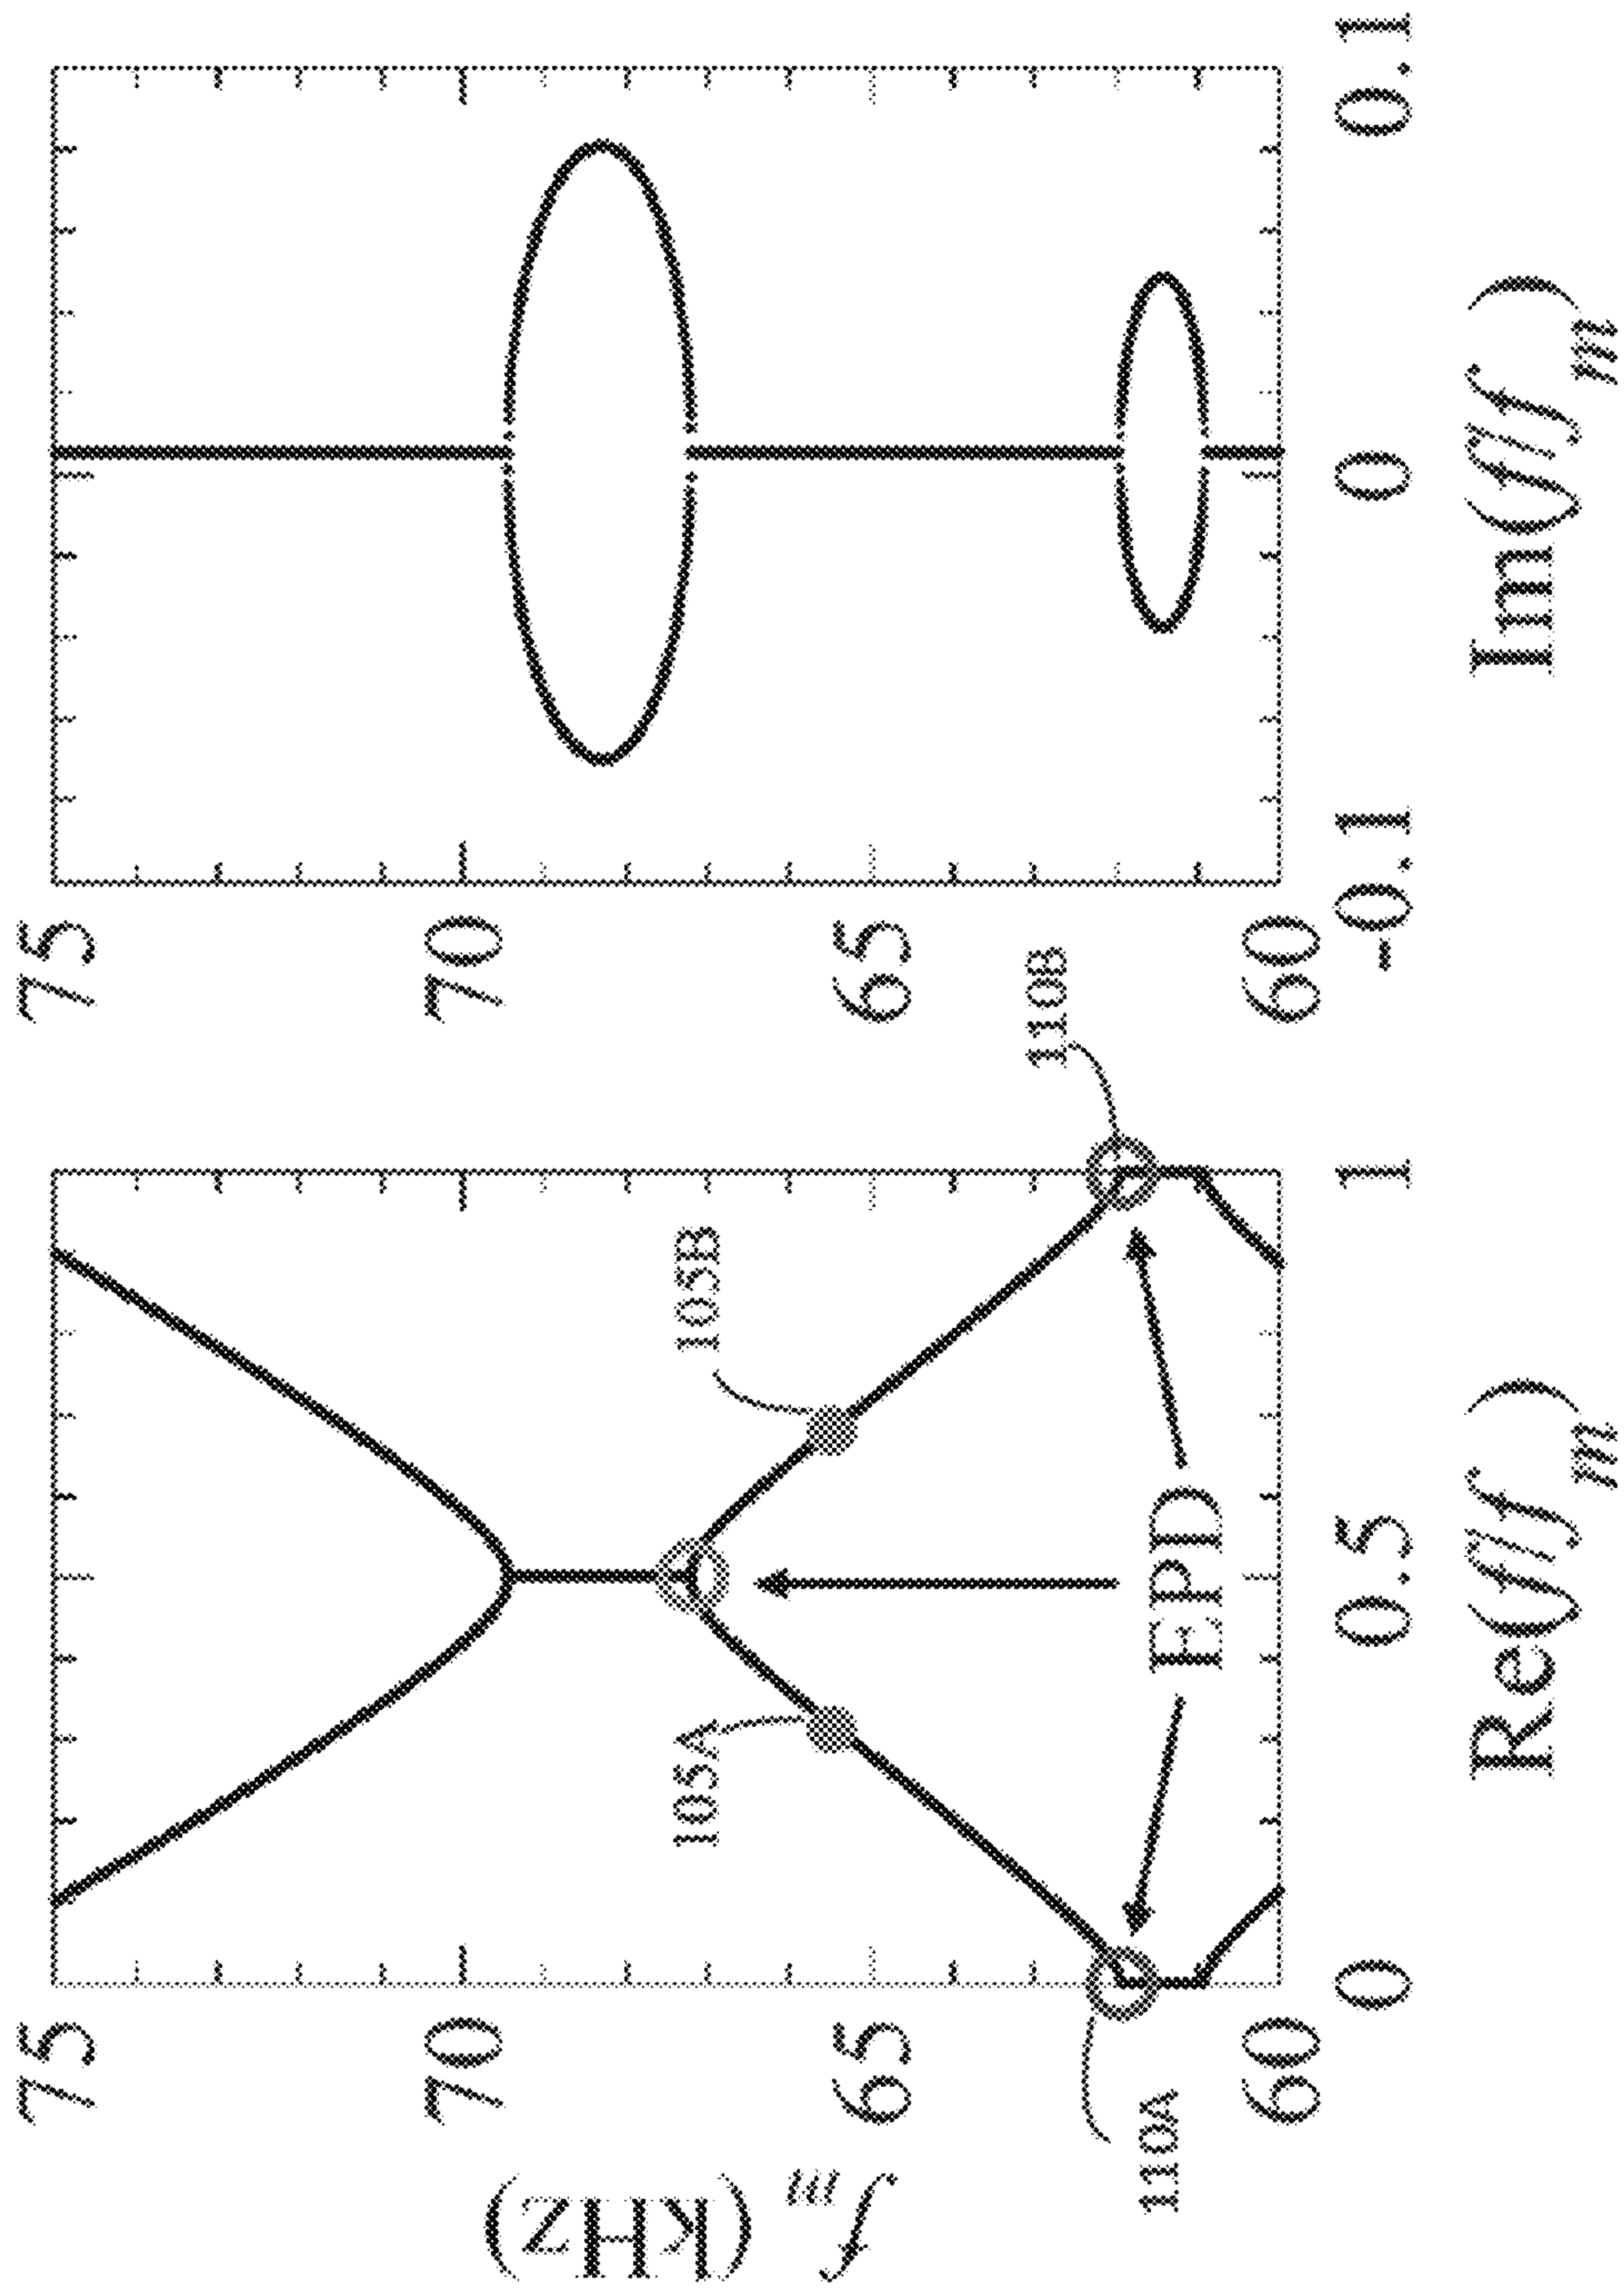 75
70
65
60
f_m (kHz)
105A
105B
110A
110B
EPD
0
0.5
1
Re(f/f_m)
75
70
65
60
-0.1
0
0.1
Im(f/f_m)